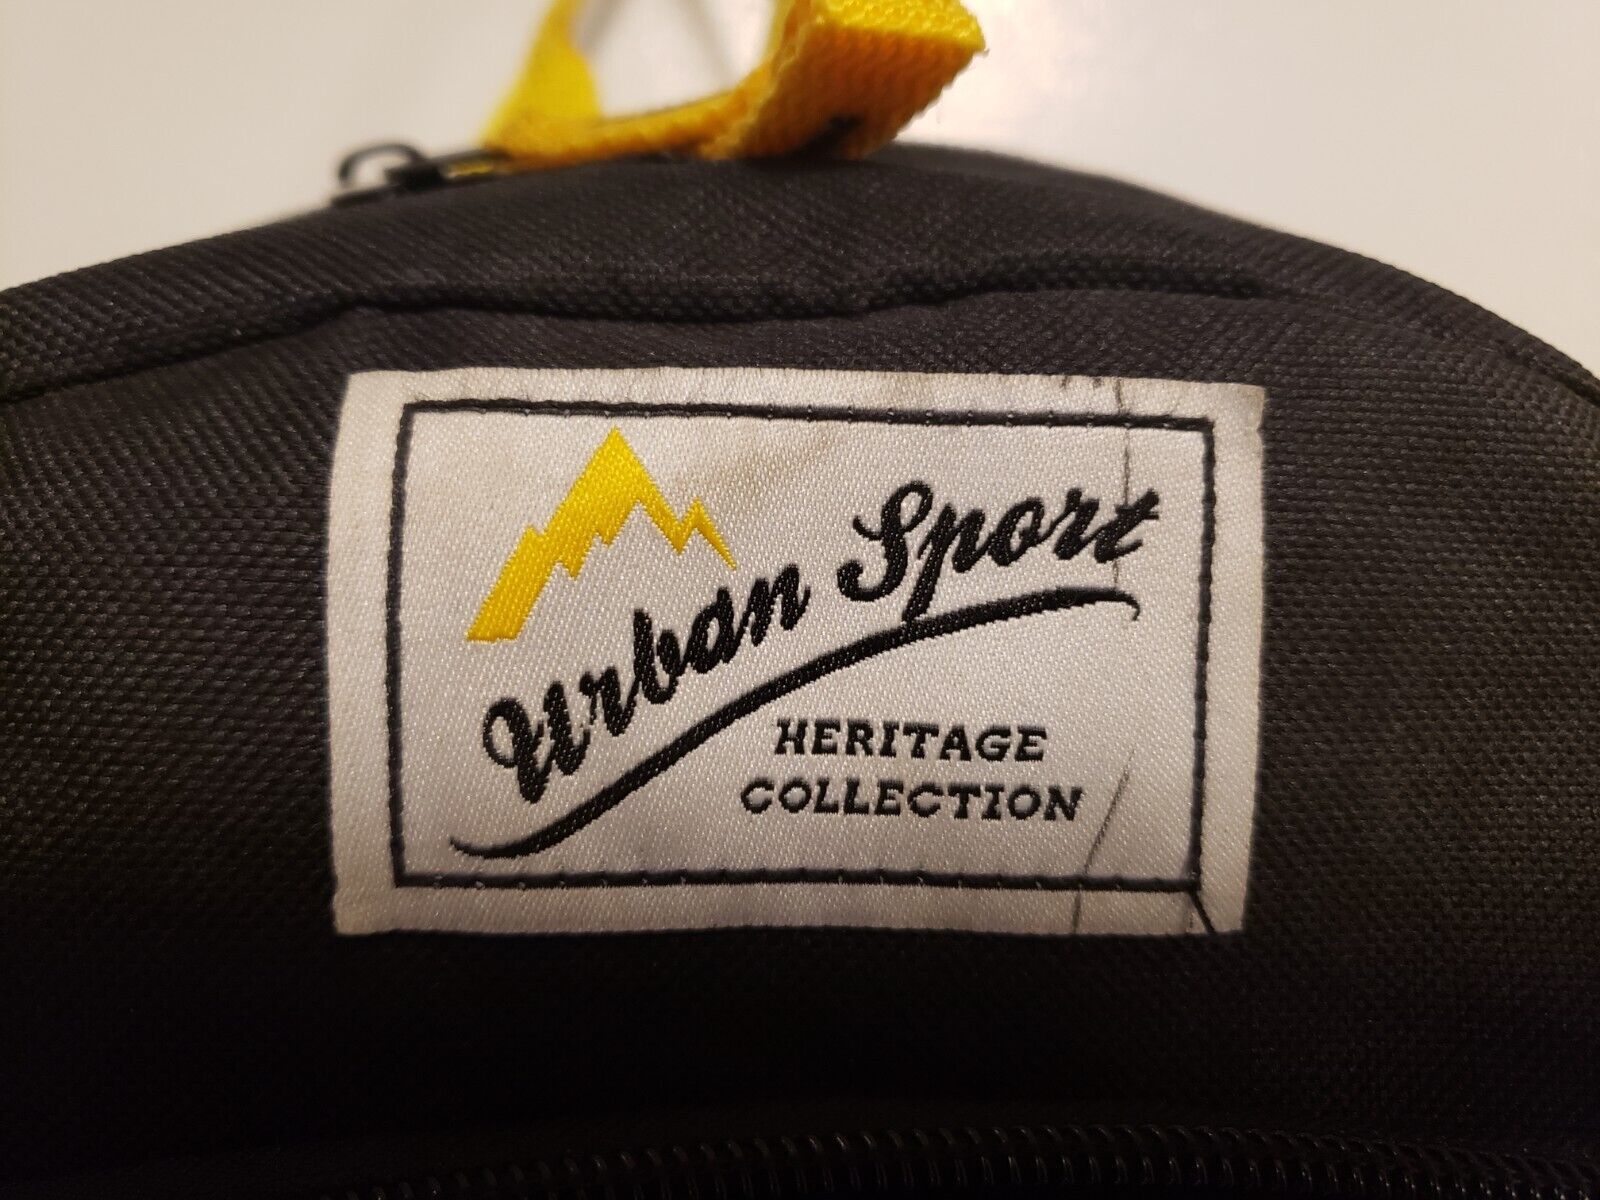 Urban Sport
HERITAGE
COLLECTION